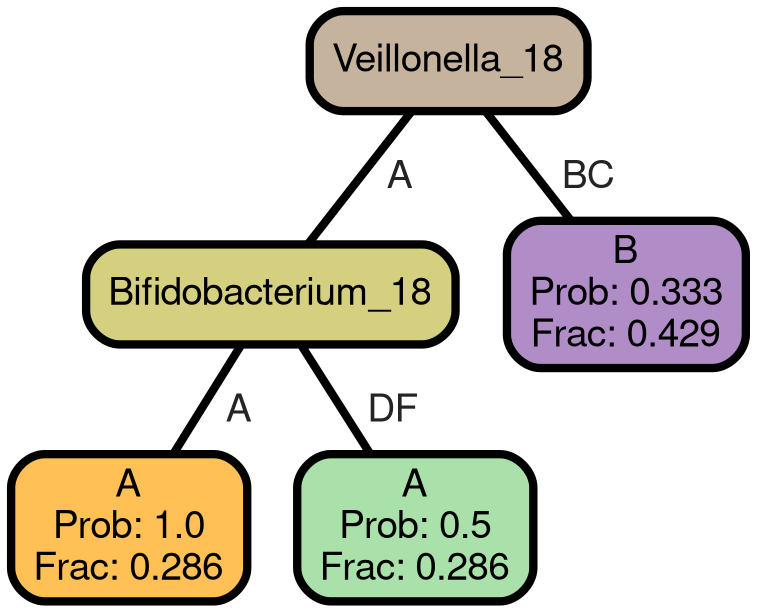 Veillonella_18
A
BC
Bifidobacterium_18
B
Prob: 0.333
Frac: 0.429
A
DF
A
Prob: 1.0
Frac: 0.286
A
Prob: 0.5
Frac: 0.286